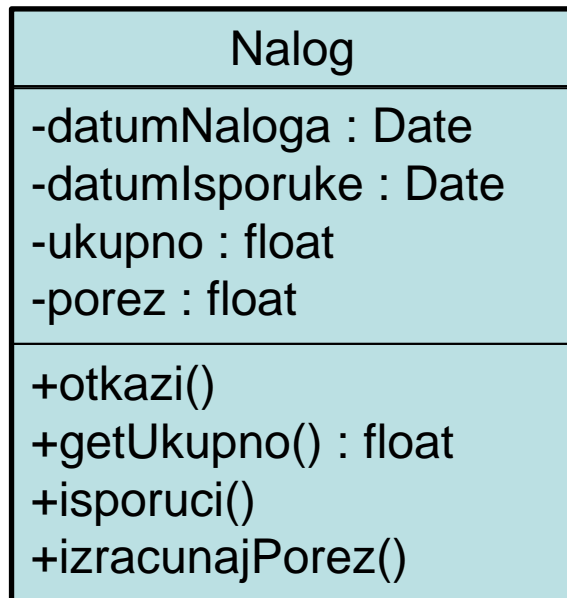 Nalog
-datumNaloga : Date
-datumIsporuke : Date
-ukupno : float
-porez : float
+otkazi()
+getUkupno() : float
+isporuci()
+izracunajPorez()